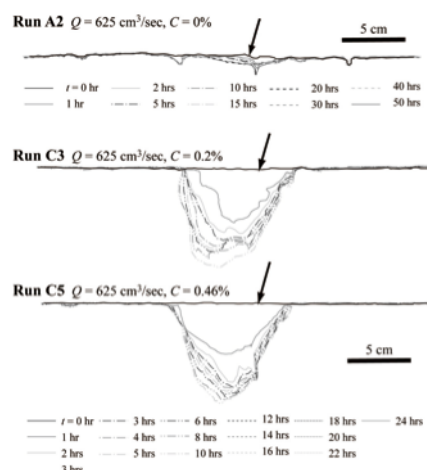 Run A2 Q = 625 cm³/sec, C = 0%
5 cm
t = 0 hr 2 hrs 10 hrs 20 hrs 40 hrs
1 hr 5 hrs 15 hrs 30 hrs 50 hrs
Run C3 Q = 625 cm³/sec, C = 0.2%
Run C5 Q = 625 cm³/sec, C = 0.46%
5 cm
t = 0 hr 3 hrs 6 hrs 12 hrs 18 hrs 24 hrs
1 hr 4 hrs 8 hrs 14 hrs 20 hrs
2 hrs 5 hrs 10 hrs 16 hrs 22 hrs
3 hrs